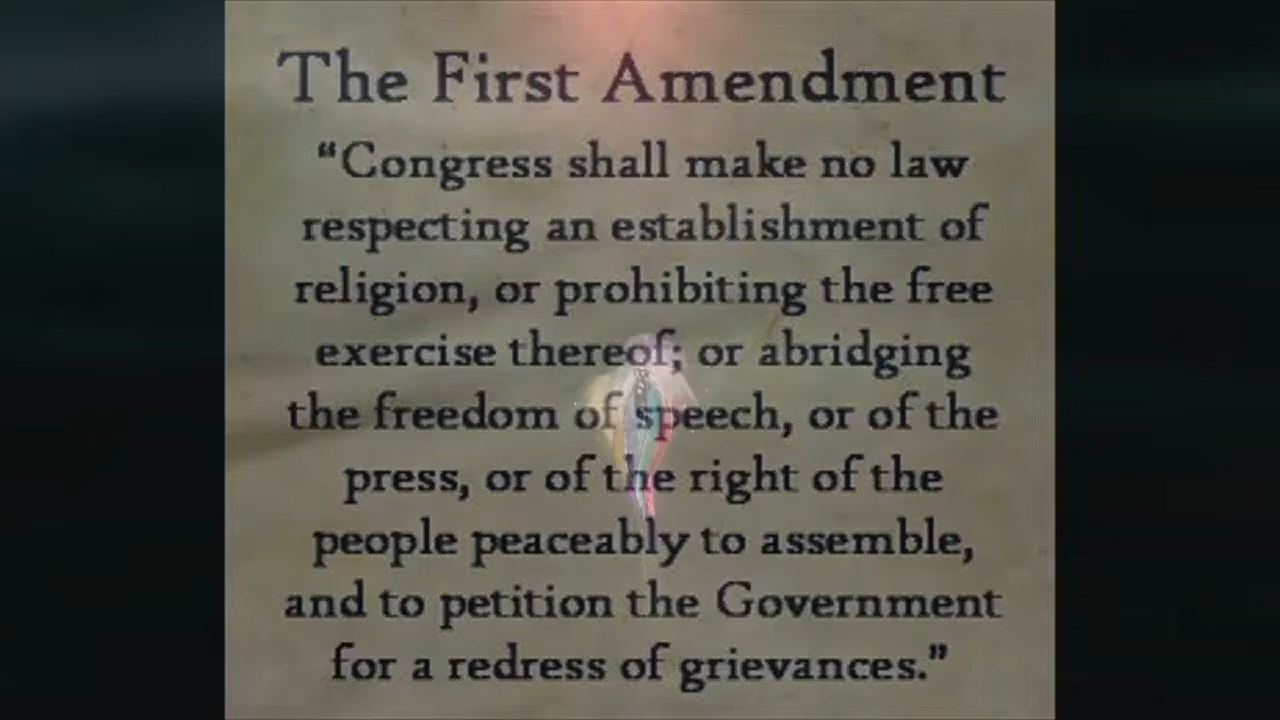 The First Amendment
“Congress shall make no law
respecting an establishment of
religion, or prohibiting the free
exercise thereof; or abridging
the freedom of speech, or of the
press, or of the right of the
people peaceably to assemble,
and to petition the Government
for a redress of grievances.”